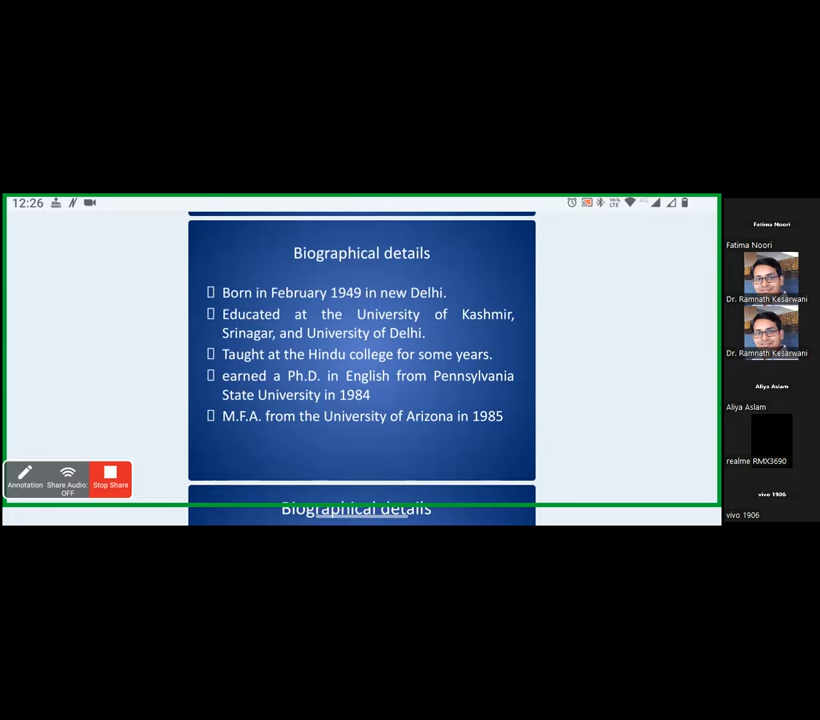 12:26
Biographical details
Born in February 1949 in new Delhi.
Educated at the University of Kashmir,
Srinagar, and University of Delhi.
Taught at the Hindu college for some years.
earned a Ph.D. in English from Pennsylvania
State University in 1984
M.F.A. from the University of Arizona in 1985
Annotation
Share Audio:
OFF
Stop Share
Biographical details
Fatima Noori
Fatima Noori
Dr. Ramnath Kesarwani
Dr. Ramnath Kesarwani
Aliya Aslam
Aliya Aslam
realme RMX3690
vivo 1906
vivo 1906